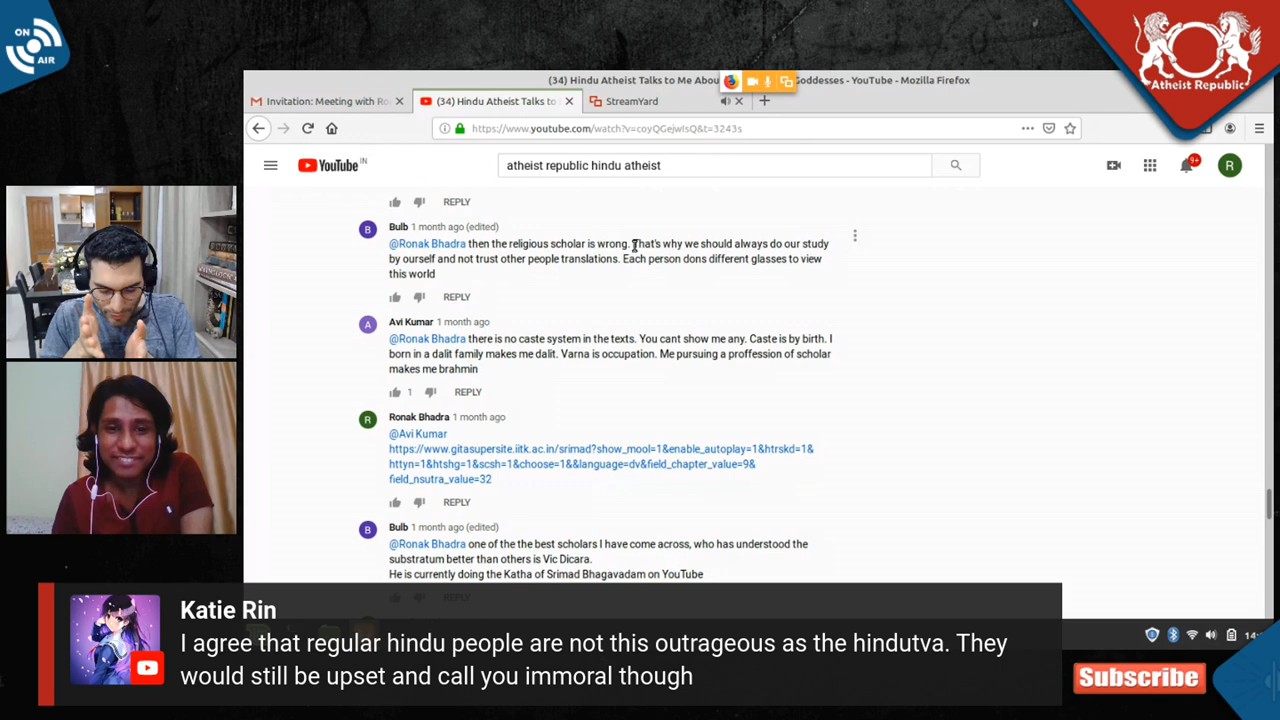 ON
AIR
(34) Hindu Atheist Talks to Me Abou
Goddesses - YouTube - Mozilla Firefox
Invitation: Meeting with Ro
(34) Hindu Atheist Talks to
StreamYard
https://www.youtube.com/watch?v=coyQGejwIsQ&t=3243s
Atheist Republic
YouTube IN
atheist republic hindu atheist
9+
R
REPLY
B
Bulb 1 month ago (edited)
@Ronak Bhadra then the religious scholar is wrong. That's why we should always do our study
by ourself and not trust other people translations. Each person dons different glasses to view
this world
REPLY
A
Avi Kumar 1 month ago
@Ronak Bhadra there is no caste system in the texts. You cant show me any. Caste is by birth. I
born in a dalit family makes me dalit. Varna is occupation. Me pursuing a proffession of scholar
makes me brahmin
1 REPLY
R
Ronak Bhadra 1 month ago
@Avi Kumar
https://www.gitasupersite.iitk.ac.in/srimad?show_mool=1&enable_autoplay=1&htrskd=1&
httyn=1&htshg=1&scsh=1&choose=1&&language=dv&field_chapter_value=9&
field_nsutra_value=32
REPLY
B
Bulb 1 month ago (edited)
@Ronak Bhadra one of the the best scholars I have come across, who has understood the
substratum better than others is Vic Dicara.
He is currently doing the Katha of Srimad Bhagavadam on YouTube
REPLY
Katie Rin
I agree that regular hindu people are not this outrageous as the hindutva. They
would still be upset and call you immoral though
Subscribe